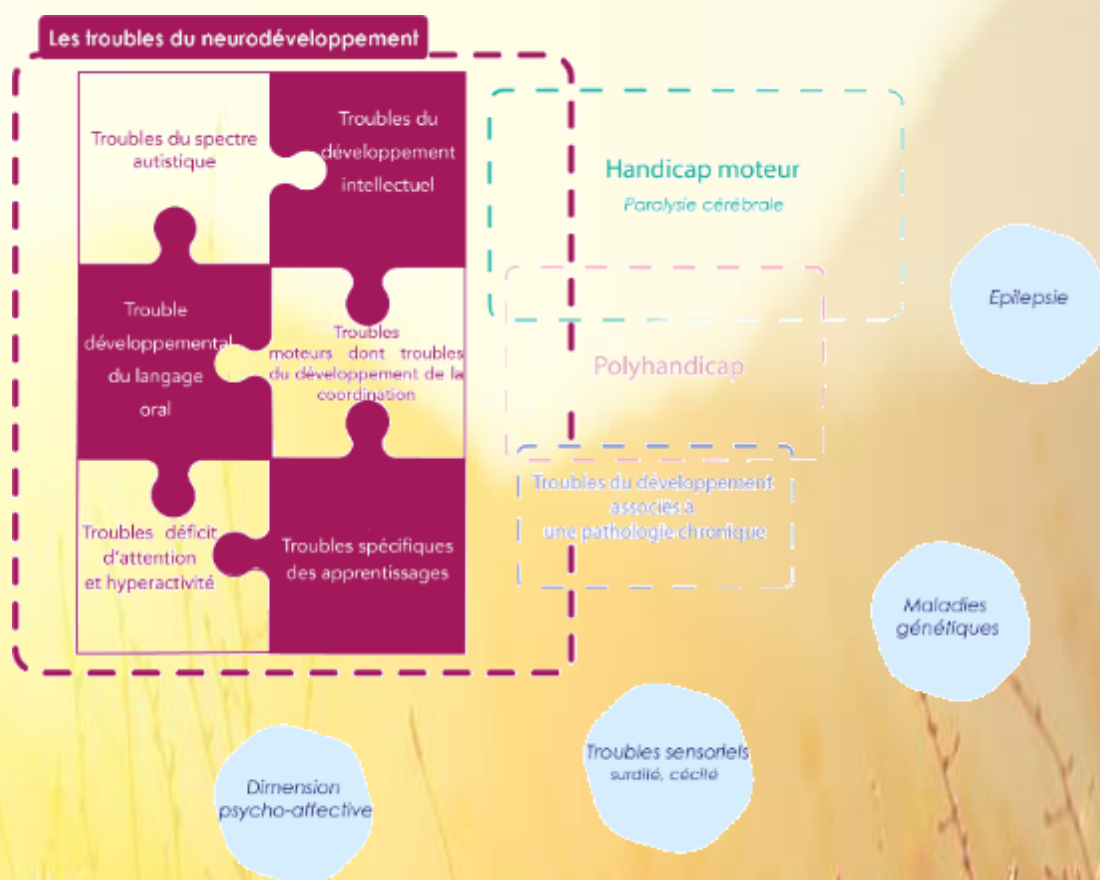 Les troubles du neurodéveloppement
Troubles du spectre
autistique
Troubles du
développement
intellectuel
Trouble
développemental
du langage
oral
Troubles
moteurs dont troubles
du développement de la
coordination
Troubles déficit
d'attention
et hyperactivité
Troubles spécifiques
des apprentissages
Handicap moteur
Paralysie cérébrale
Polyhandicap
Troubles du développement
associés à
une pathologie chronique
Epilepsie
Maladies
génétiques
Troubles sensoriels
surdité, cécité
Dimension
psycho-affective